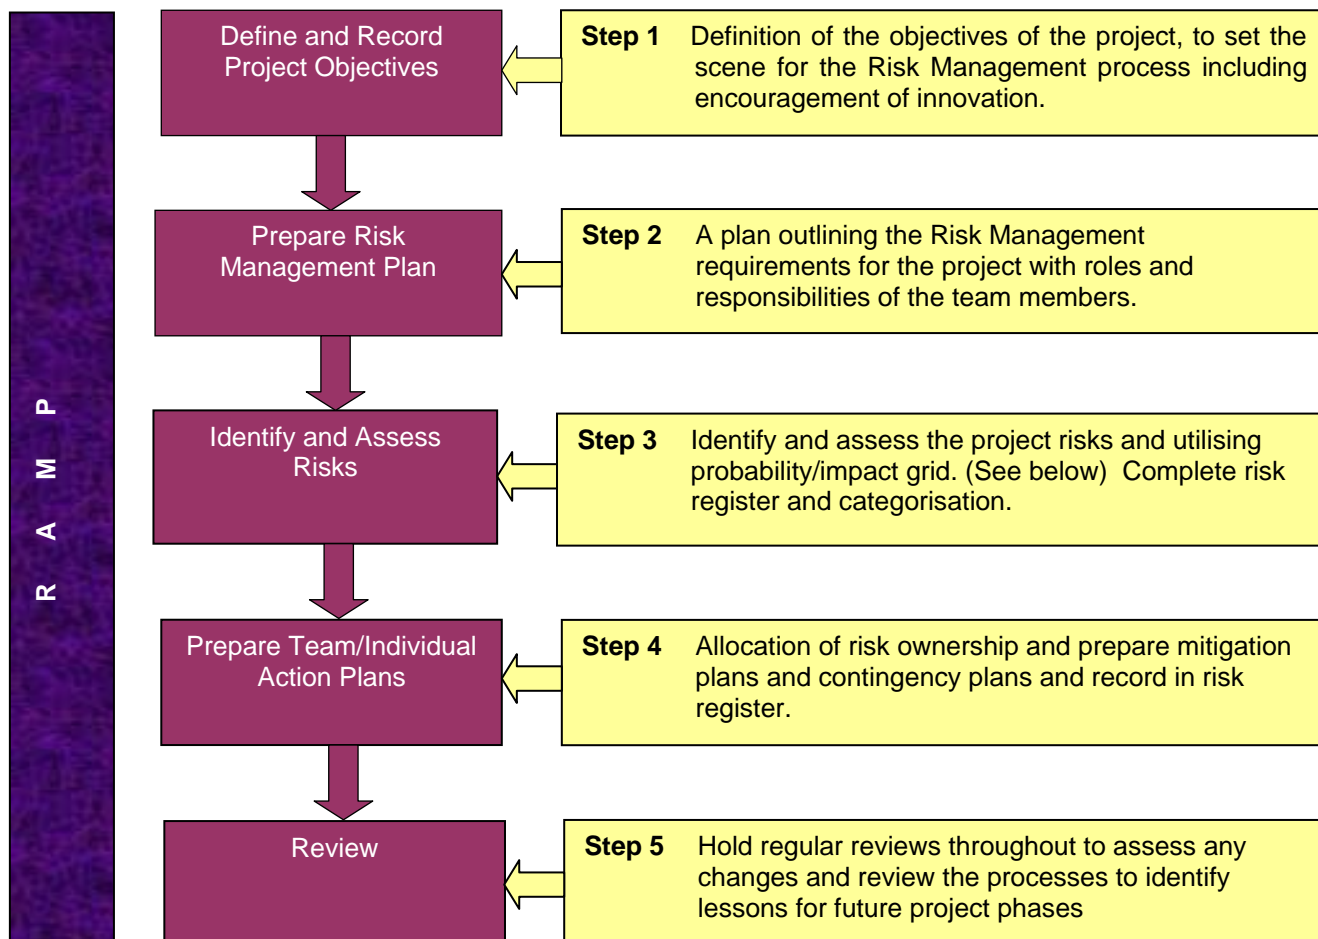 R A M P
Define and Record
Project Objectives
Step 1 Definition of the objectives of the project, to set the
scene for the Risk Management process including
encouragement of innovation.
Prepare Risk
Management Plan
Step 2 A plan outlining the Risk Management
requirements for the project with roles and
responsibilities of the team members.
Identify and Assess
Risks
Step 3 Identify and assess the project risks and utilising
probability/impact grid. (See below) Complete risk
register and categorisation.
Prepare Team/Individual
Action Plans
Step 4 Allocation of risk ownership and prepare mitigation
plans and contingency plans and record in risk
register.
Review
Step 5 Hold regular reviews throughout to assess any
changes and review the processes to identify
lessons for future project phases